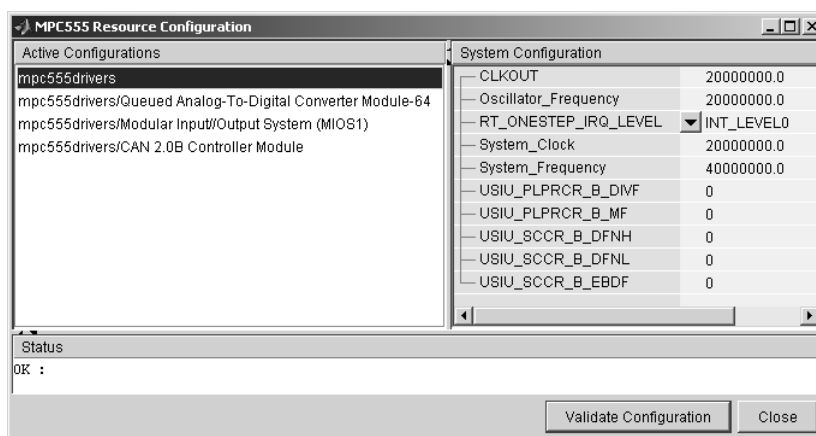 MPC555 Resource Configuration
Active Configurations
mpc555drivers
mpc555drivers/Queued Analog-To-Digital Converter Module-64
mpc555drivers/Modular Input//Output System (MIOS1)
mpc555drivers/CAN 2.0B Controller Module
System Configuration
CLKOUT 20000000.0
Oscillator_Frequency 20000000.0
RT_ONESTEP_IRQ_LEVEL INT_LEVEL0
System_Clock 20000000.0
System_Frequency 40000000.0
USIU_PLPRCR_B_DIVF 0
USIU_PLPRCR_B_MF 0
USIU_SCCR_B_DFNH 0
USIU_SCCR_B_DFNL 0
USIU_SCCR_B_EBDF 0
Status
OK :
Validate Configuration Close